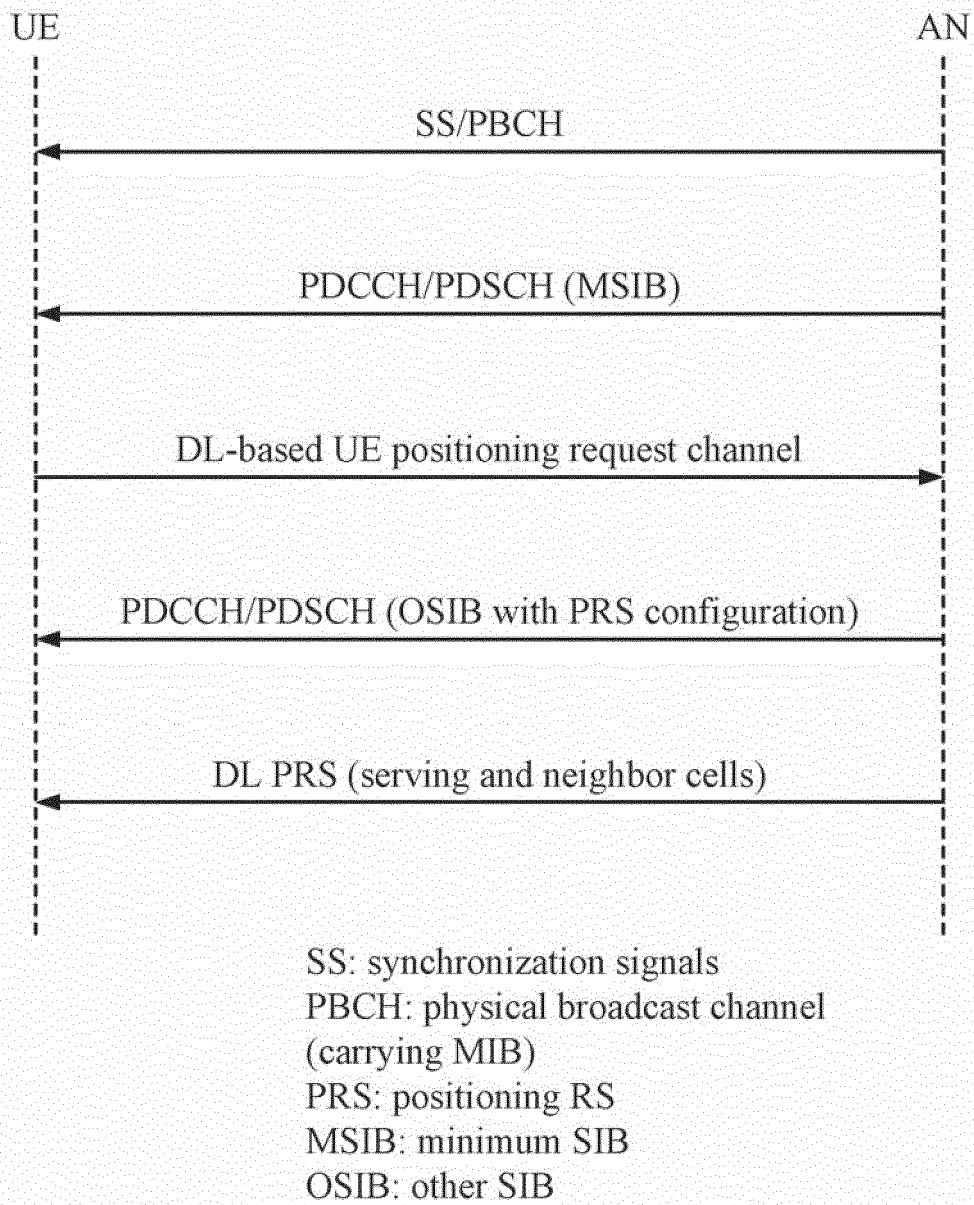 UE AN
SS/PBCH
PDCCH/PDSCH (MSIB)
DL-based UE positioning request channel
PDCCH/PDSCH (OSIB with PRS configuration)
DL PRS (serving and neighbor cells)
SS: synchronization signals
PBCH: physical broadcast channel
(carrying MIB)
PRS: positioning RS
MSIB: minimum SIB
OSIB: other SIB